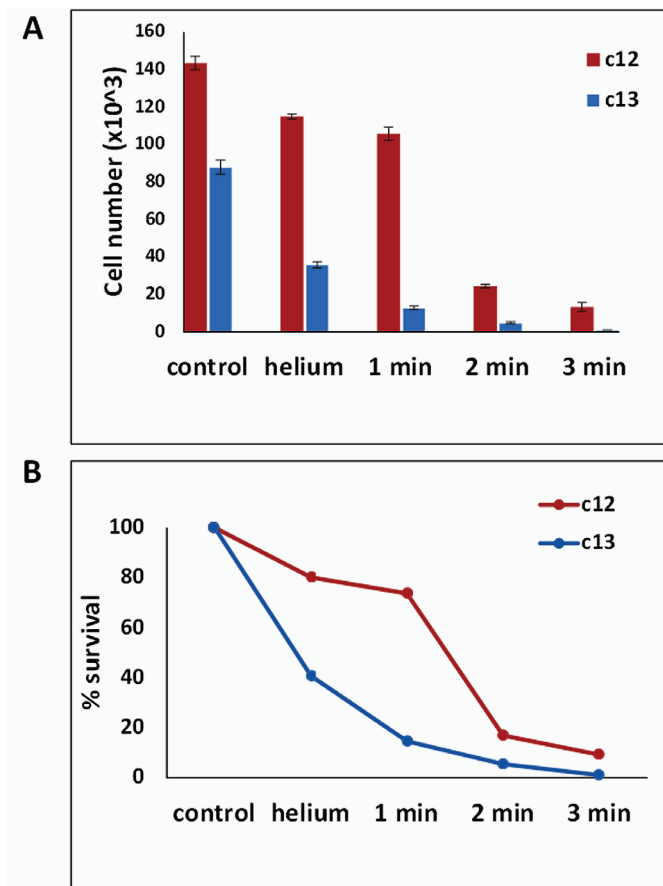 A
Cell number (x10^3)
160
140
120
100
80
60
40
20
0
c12
c13
control helium 1 min 2 min 3 min
B
% survival
100
80
60
40
20
0
c12
c13
control helium 1 min 2 min 3 min